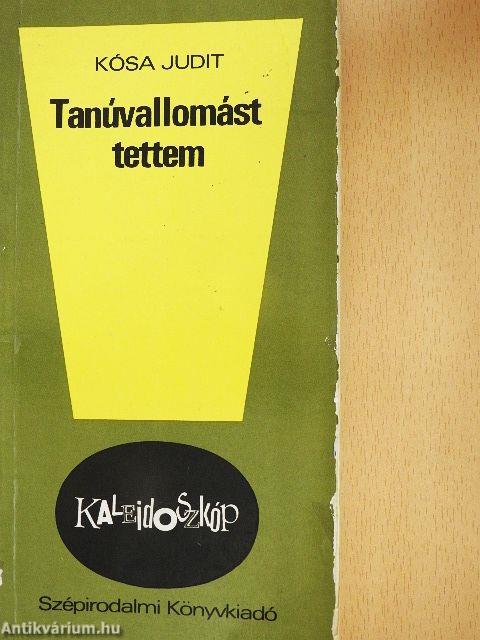 KÓSA JUDIT
Tanúvallomást
tettem
KALEIDOSZKÓP
Szépirodalmi Könyvkiadó
Antikvárium.hu